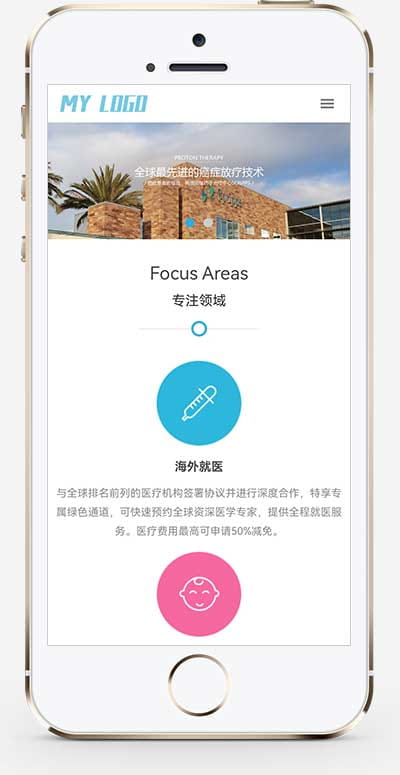 MY LOGO
PROTON THERAPY
全球最先进的癌症放疗技术
Focus Areas
专注领域
海外就医
与全球排名前列的医疗机构签署协议并进行深度合作，特享专
属绿色通道，可快速预约全球资深医学专家，提供全程就医服
务。医疗费用最高可申请50%减免。